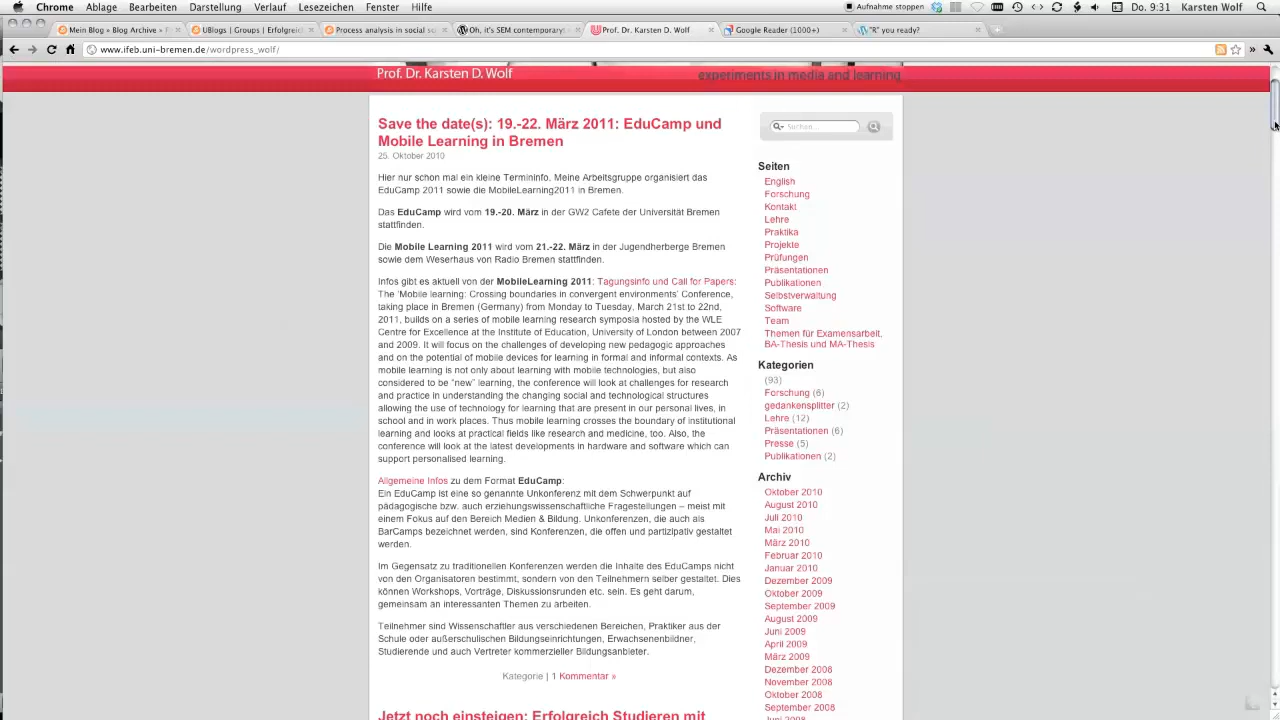 Chrome Ablage Bearbeiten Darstellung Verlauf Lesezeichen Fenster Hilfe Aufnahme stoppen Do. 9:31 Karsten Wolf
Mein Blog » Blog Archive » F UBlogs | Groups | Erfolgreich Process analysis in social sc Oh, it's SEM contemporary! Prof. Dr. Karsten D. Wolf Google Reader (1000+) "R" you ready?
www.ifeb.uni-bremen.de/wordpress_wolf/
Prof. Dr. Karsten D. Wolf
experiments in media and learning
Save the date(s): 19.-22. März 2011: EduCamp und
Mobile Learning in Bremen
25. Oktober 2010
Hier nur schon mal ein kleine Termininfo. Meine Arbeitsgruppe organisiert das
EduCamp 2011 sowie die MobileLearning2011 in Bremen.
Das EduCamp wird vom 19.-20. März in der GW2 Cafete der Universität Bremen
stattfinden.
Die Mobile Learning 2011 wird vom 21.-22. März in der Jugendherberge Bremen
sowie dem Weserhaus von Radio Bremen stattfinden.
Infos gibt es aktuell von der MobileLearning 2011: Tagungsinfo und Call for Papers:
The 'Mobile learning: Crossing boundaries in convergent environments' Conference,
taking place in Bremen (Germany) from Monday to Tuesday, March 21st to 22nd,
2011, builds on a series of mobile learning research symposia hosted by the WLE
Centre for Excellence at the Institute of Education, University of London between 2007
and 2009. It will focus on the challenges of developing new pedagogic approaches
and on the potential of mobile devices for learning in formal and informal contexts. As
mobile learning is not only about learning with mobile technologies, but also
considered to be "new" learning, the conference will look at challenges for research
and practice in understanding the changing social and technological structures
allowing the use of technology for learning that are present in our personal lives, in
school and in work places. Thus mobile learning crosses the boundary of institutional
learning and looks at practical fields like research and medicine, too. Also, the
conference will look at the latest developments in hardware and software which can
support personalised learning.
Allgemeine Infos zu dem Format EduCamp:
Ein EduCamp ist eine so genannte Unkonferenz mit dem Schwerpunkt auf
pädagogische bzw. auch erziehungswissenschaftliche Fragestellungen – meist mit
einem Fokus auf den Bereich Medien & Bildung. Unkonferenzen, die auch als
BarCamps bezeichnet werden, sind Konferenzen, die offen und partizipativ gestaltet
werden.
Im Gegensatz zu traditionellen Konferenzen werden die Inhalte des EduCamps nicht
von den Organisatoren bestimmt, sondern von den Teilnehmern selber gestaltet. Dies
können Workshops, Vorträge, Diskussionsrunden etc. sein. Es geht darum,
gemeinsam an interessanten Themen zu arbeiten.
Teilnehmer sind Wissenschaftler aus verschiedenen Bereichen, Praktiker aus der
Schule oder außerschulischen Bildungseinrichtungen, Erwachsenenbildner,
Studierende und auch Vertreter kommerzieller Bildungsanbieter.
Kategorie | 1 Kommentar »
Jetzt noch einsteigen: Erfolgreich Studieren mit
Suchen...
Seiten
English
Forschung
Kontakt
Lehre
Praktika
Projekte
Prüfungen
Präsentationen
Publikationen
Selbstverwaltung
Software
Team
Themen für Examensarbeit,
BA-Thesis und MA-Thesis
Kategorien
(93)
Forschung (6)
gedankensplitter (2)
Lehre (12)
Präsentationen (6)
Presse (5)
Publikationen (2)
Archiv
Oktober 2010
August 2010
Juli 2010
Mai 2010
März 2010
Februar 2010
Januar 2010
Dezember 2009
Oktober 2009
September 2009
August 2009
Juni 2009
April 2009
März 2009
Dezember 2008
November 2008
Oktober 2008
September 2008
Juni 2008